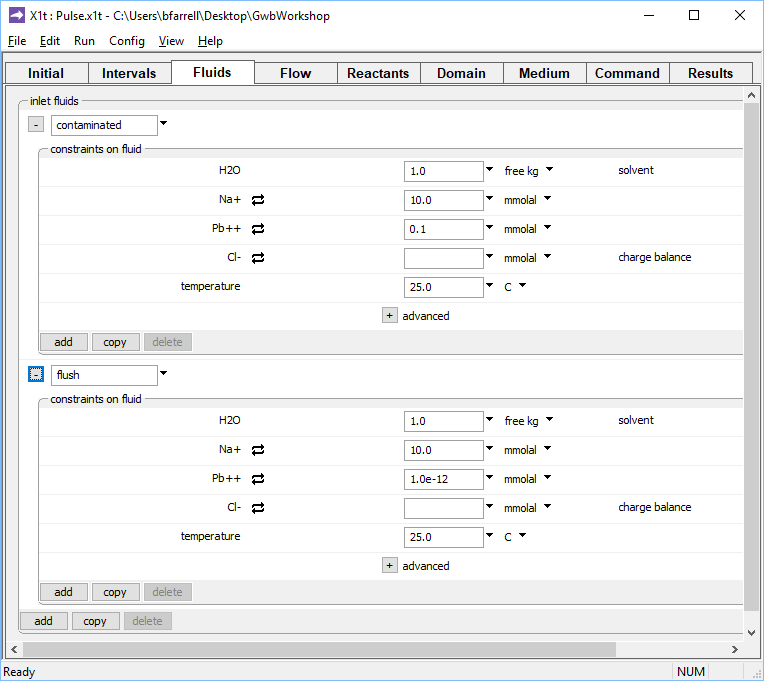 X1t : Pulse.x1t - C:\Users\bfarrell\Desktop\GwbWorkshop
File Edit Run Config View Help
Initial Intervals Fluids Flow Reactants Domain Medium Command Results
inlet fluids
- contaminated
constraints on fluid
H2O 1.0 free kg solvent
Na+ 10.0 mmolal
Pb++ 0.1 mmolal
Cl- mmolal charge balance
temperature 25.0 C
+ advanced
add copy delete
- flush
constraints on fluid
H2O 1.0 free kg solvent
Na+ 10.0 mmolal
Pb++ 1.0e-12 mmolal
Cl- mmolal charge balance
temperature 25.0 C
+ advanced
add copy delete
add copy delete
Ready NUM